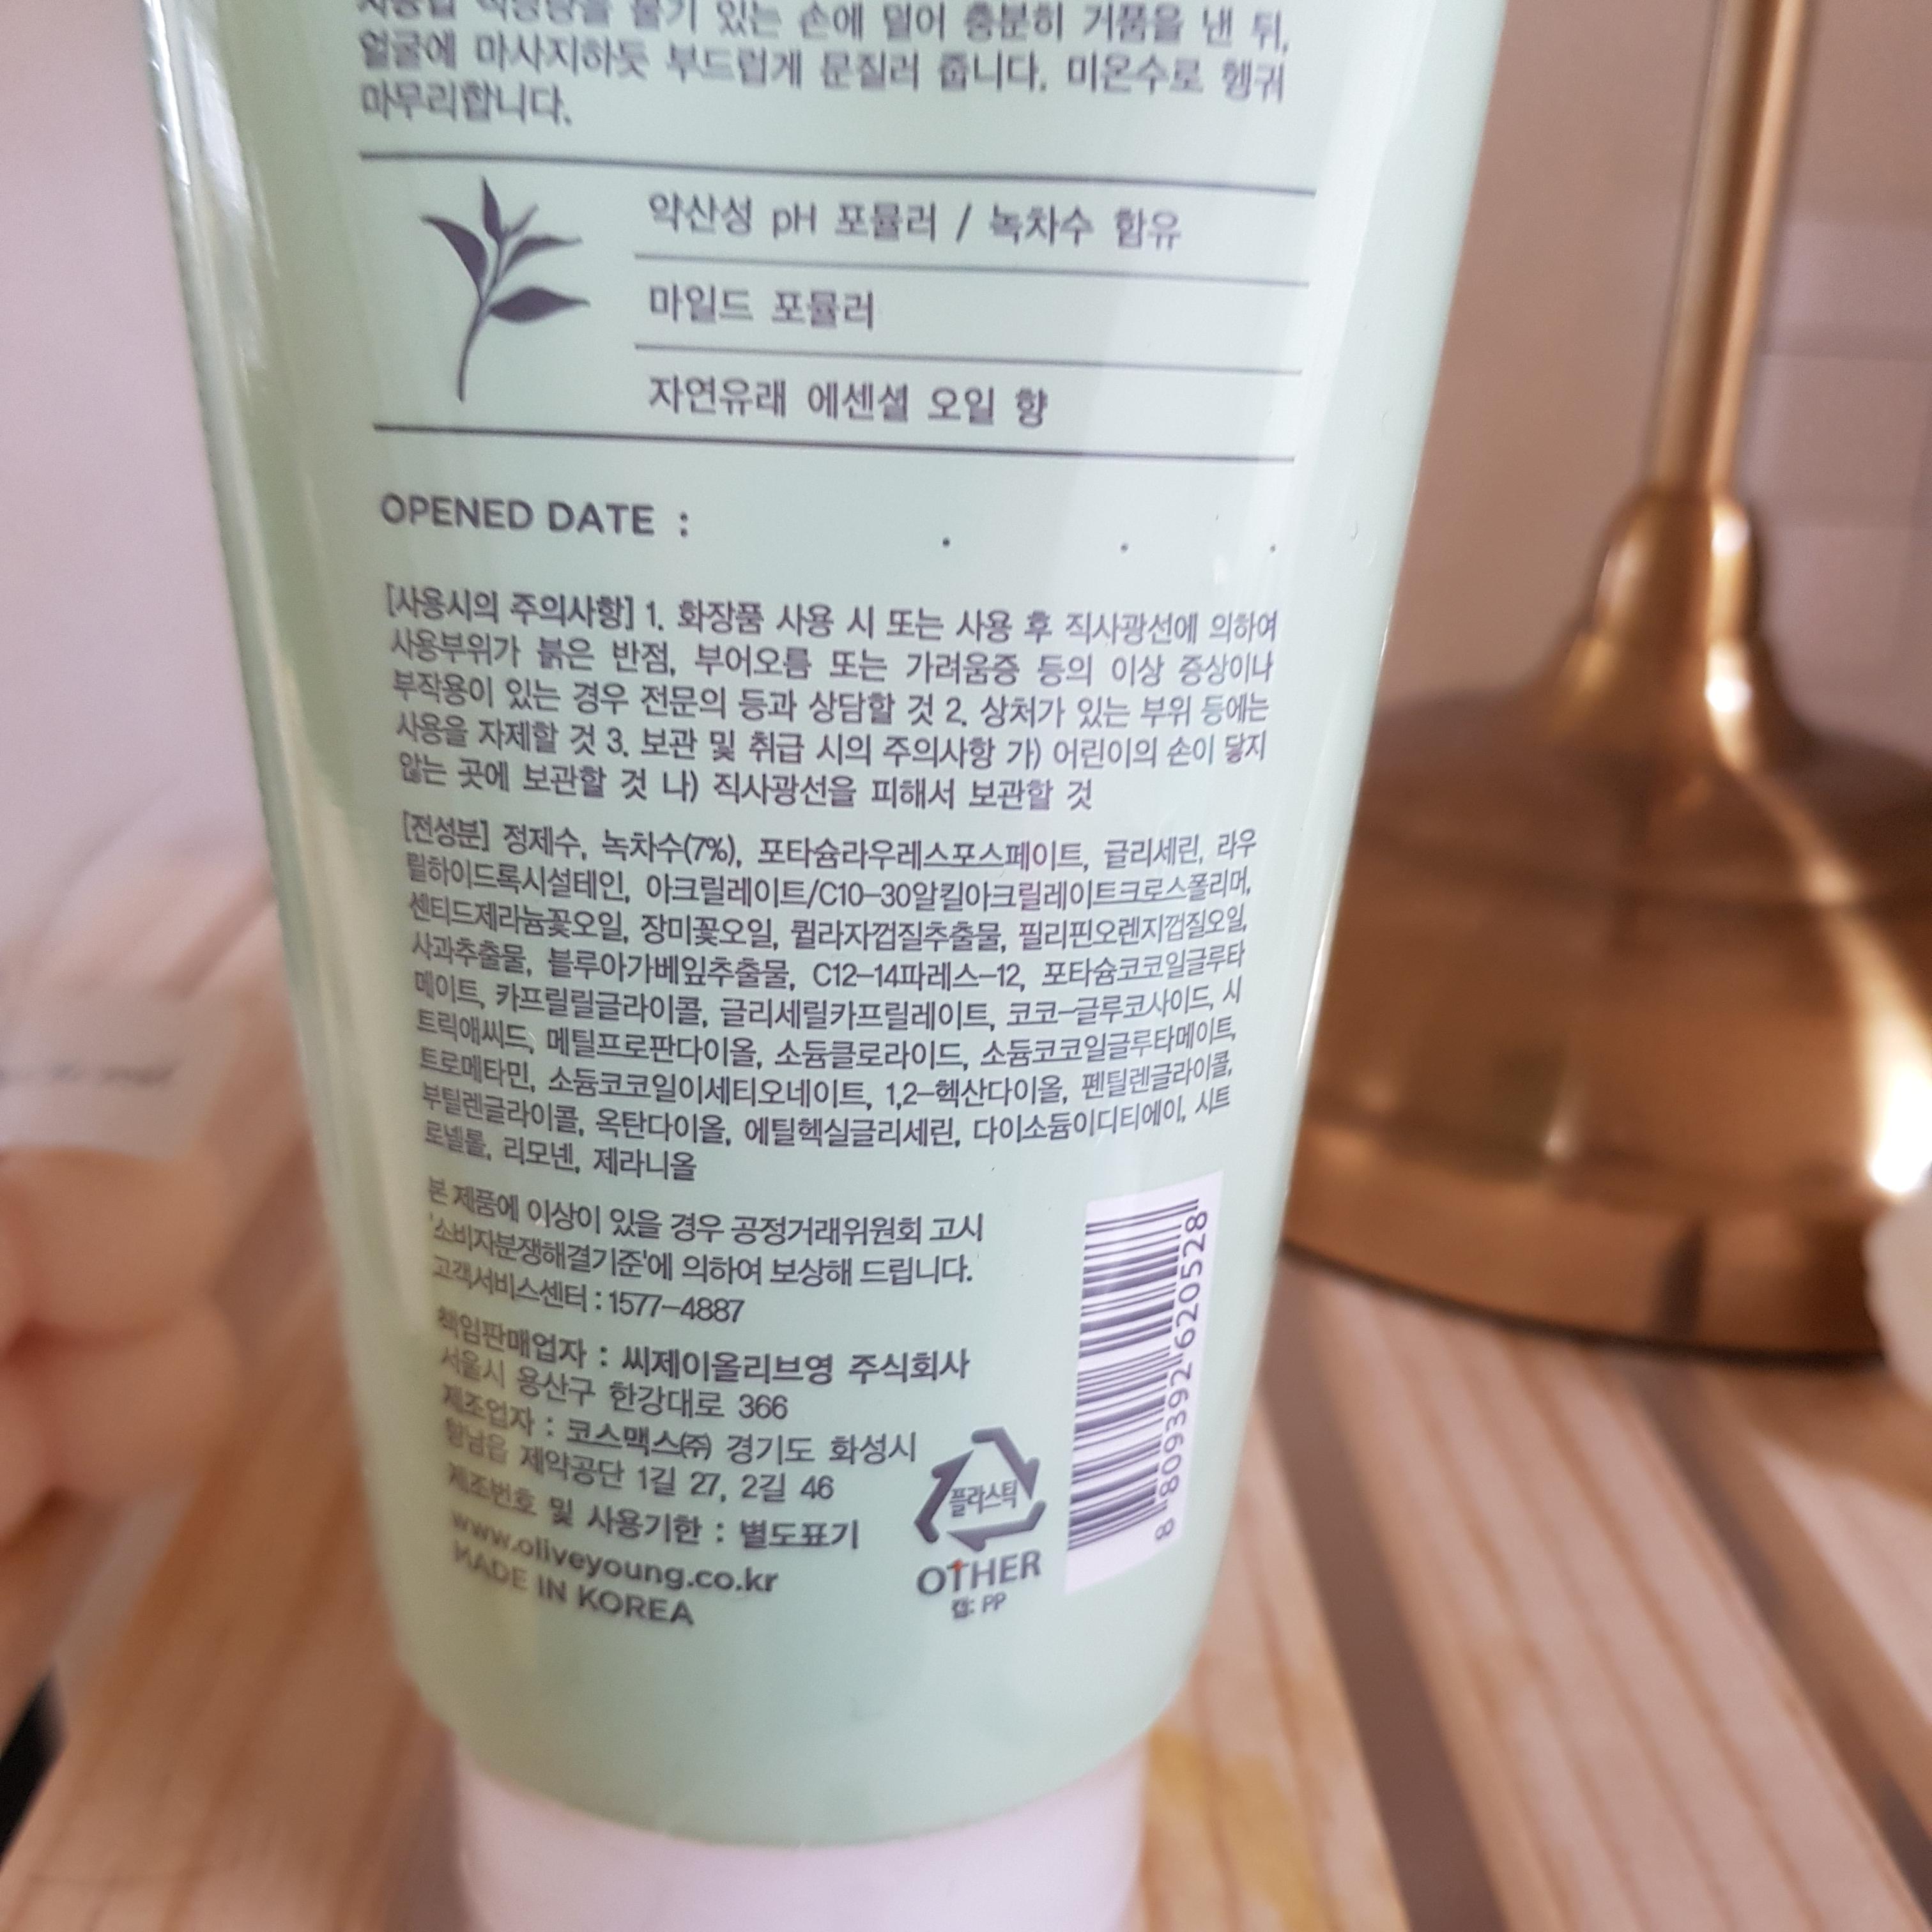 사용법 적당량을 물기 있는 손에 덜어 충분히 거품을 낸 뒤,
얼굴에 마사지하듯 부드럽게 문질러 줍니다. 미온수로 헹궈
마무리합니다.
약산성 pH 포뮬러 / 녹차수 함유
마일드 포뮬러
자연유래 에센셜 오일 향
OPENED DATE : . . .
[사용시의 주의사항] 1. 화장품 사용 시 또는 사용 후 직사광선에 의하여
사용부위가 붉은 반점, 부어오름 또는 가려움증 등의 이상 증상이나
부작용이 있는 경우 전문의 등과 상담할 것 2. 상처가 있는 부위 등에는
사용을 자제할 것 3. 보관 및 취급 시의 주의사항 가) 어린이의 손이 닿지
않는 곳에 보관할 것 나) 직사광선을 피해서 보관할 것
[전성분] 정제수, 녹차수(7%), 포타슘라우레스포스페이트, 글리세린, 라우
릴하이드록시설테인, 아크릴레이트/C10-30알킬아크릴레이트크로스폴리머,
센티드제라늄꽃오일, 장미꽃오일, 퀼라자껍질추출물, 필리핀오렌지껍질오일,
사과추출물, 블루아가베잎추출물, C12-14파레스-12, 포타슘코코일글루타
메이트, 카프릴릴글라이콜, 글리세릴카프릴레이트, 코코-글루코사이드, 시
트릭애씨드, 메틸프로판다이올, 소듐클로라이드, 소듐코코일글루타메이트,
트로메타민, 소듐코코일이세티오네이트, 1,2-헥산다이올, 펜틸렌글라이콜,
부틸렌글라이콜, 옥탄다이올, 에틸헥실글리세린, 다이소듐이디티에이, 시트
로넬롤, 리모넨, 제라니올
본 제품에 이상이 있을 경우 공정거래위원회 고시
'소비자분쟁해결기준'에 의하여 보상해 드립니다.
고객서비스센터 : 1577-4887
책임판매업자 : 씨제이올리브영 주식회사
서울시 용산구 한강대로 366
제조업자 : 코스맥스㈜ 경기도 화성시
향남읍 제약공단 1길 27, 2길 46
제조번호 및 사용기한 : 별도표기
www.oliveyoung.co.kr
MADE IN KOREA
플라스틱
OTHER
캡: PP
8 809392 620528